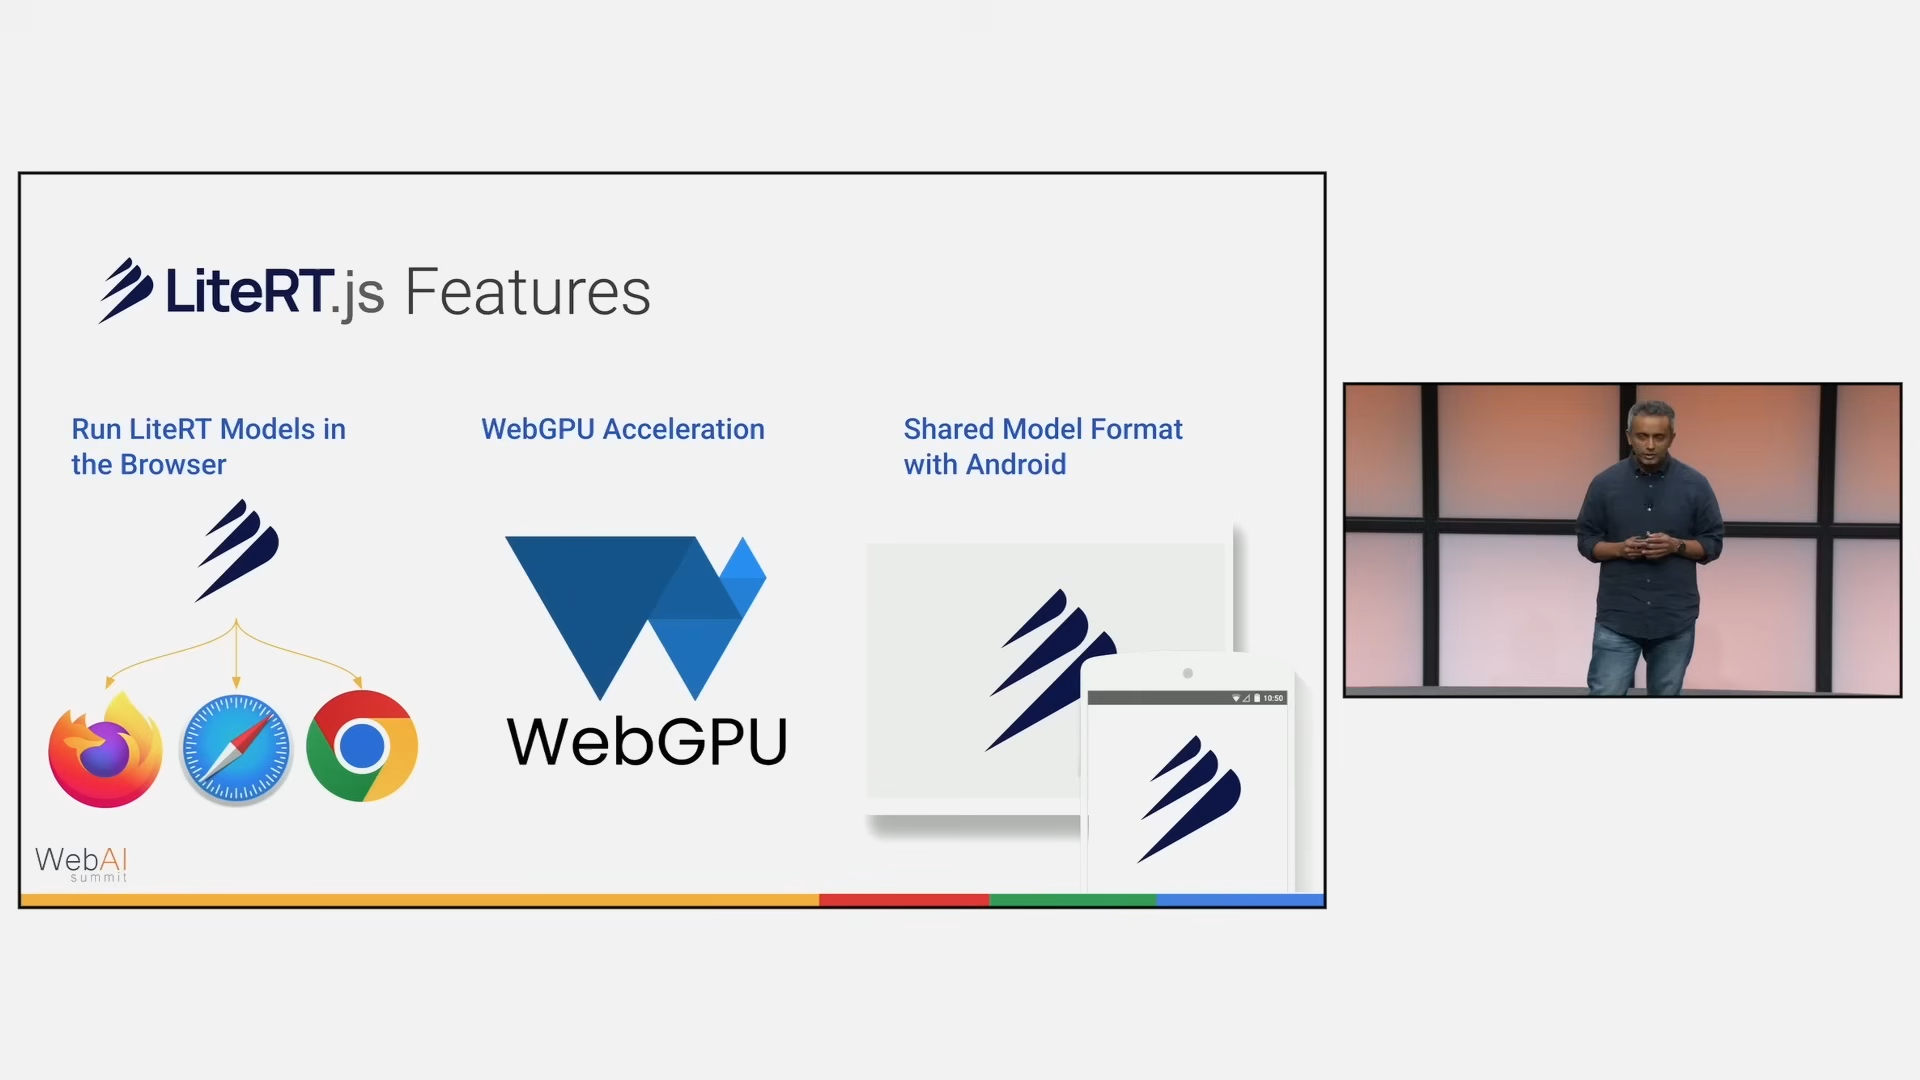 LiteRT.js Features
Run LiteRT Models in
the Browser
WebGPU Acceleration
Shared Model Format
with Android
WebGPU
10:50
WebAI
summit